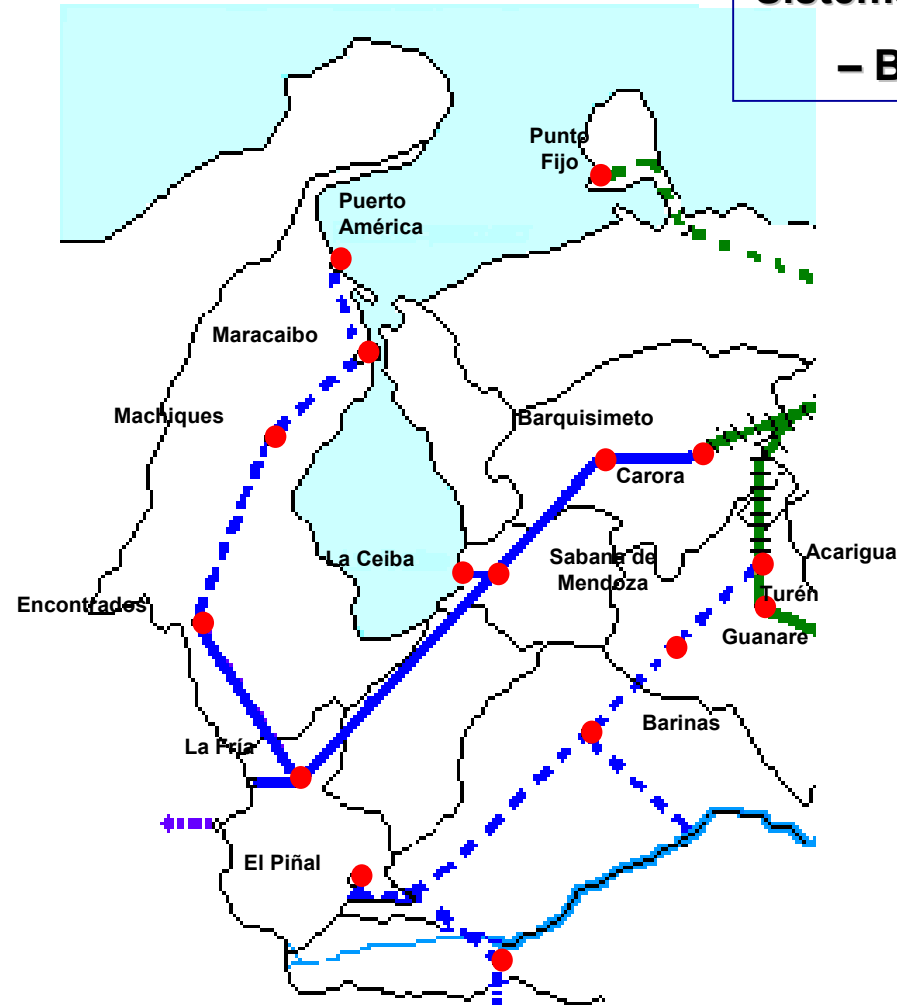 – B
Punto
Fijo
Puerto
América
Maracaibo
Machiques
Barquisimeto
Carora
La Ceiba
Sabana de
Mendoza
Acarigua
Turén
Encontrados
Guanare
Barinas
La Fría
El Piñal